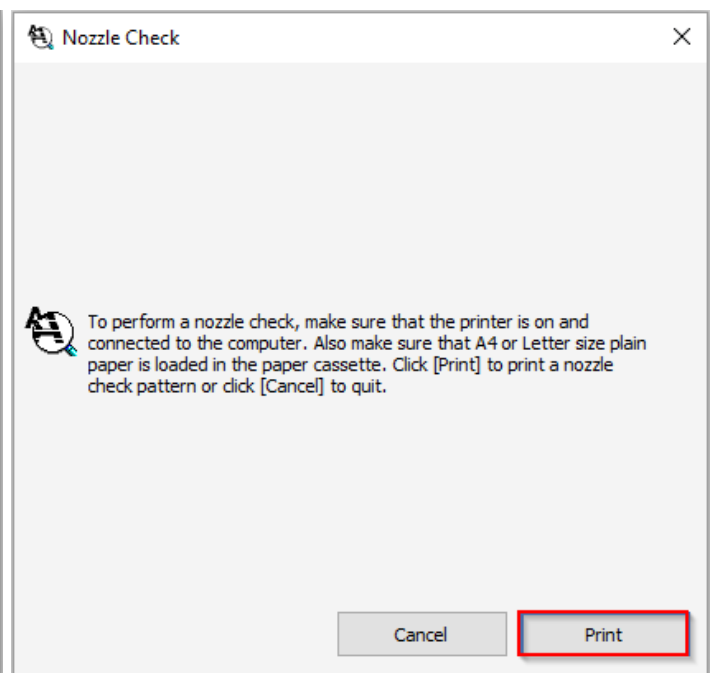 Nozzle Check
To perform a nozzle check, make sure that the printer is on and
connected to the computer. Also make sure that A4 or Letter size plain
paper is loaded in the paper cassette. Click [Print] to print a nozzle
check pattern or click [Cancel] to quit.
Cancel Print